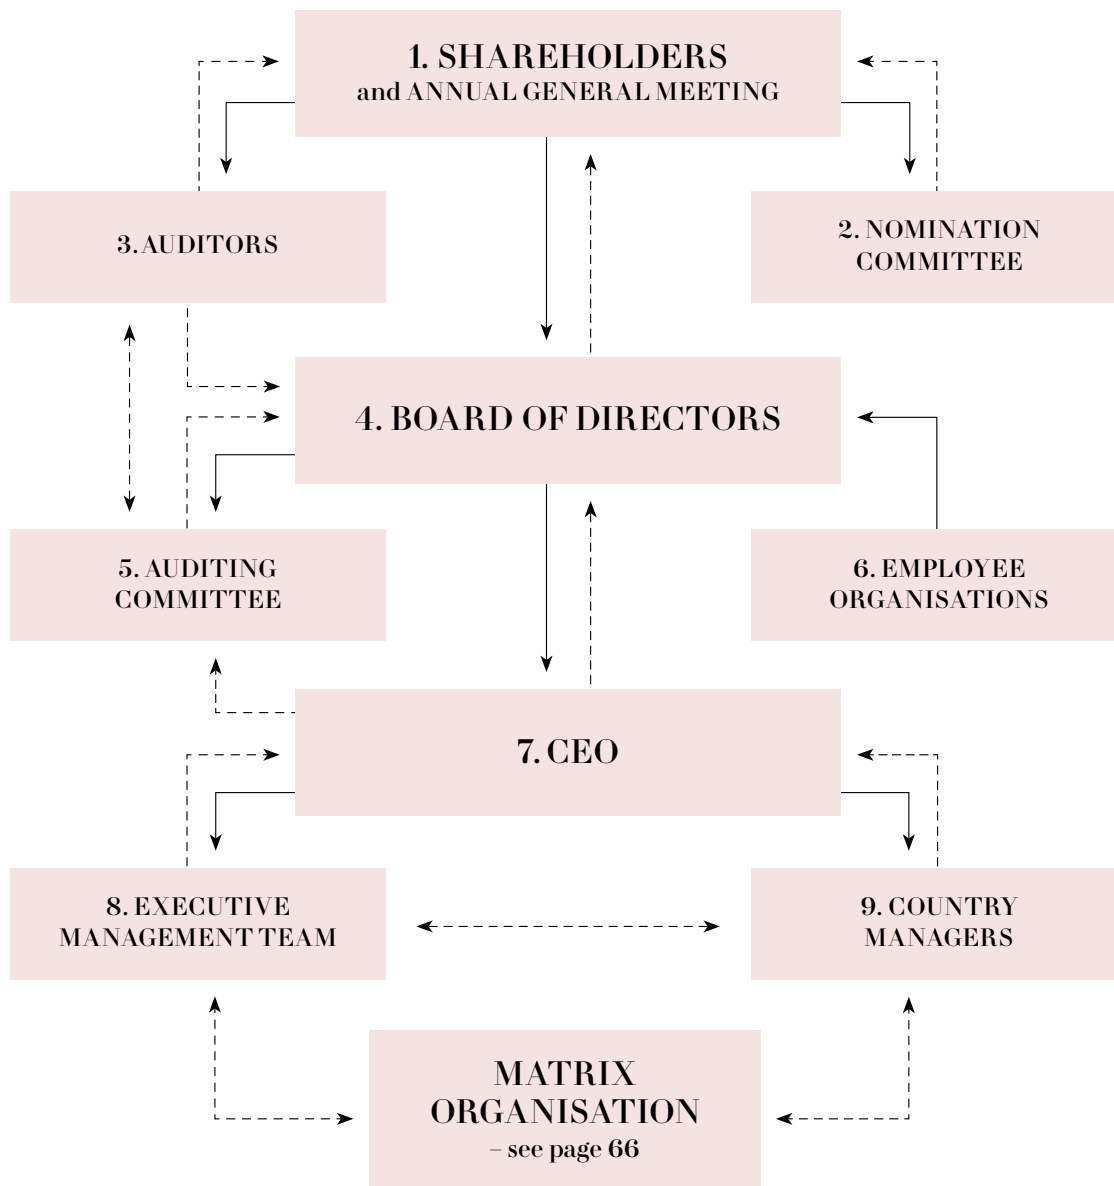 1. SHAREHOLDERS
and ANNUAL GENERAL MEETING
3. AUDITORS
2. NOMINATION
COMMITTEE
4. BOARD OF DIRECTORS
5. AUDITING
COMMITTEE
6. EMPLOYEE
ORGANISATIONS
7. CEO
8. EXECUTIVE
MANAGEMENT TEAM
9. COUNTRY
MANAGERS
MATRIX
ORGANISATION
– see page 66